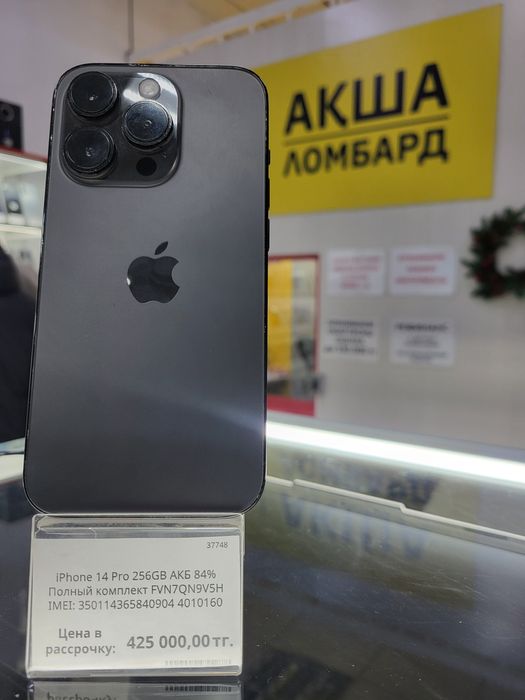 АКША
ЛОМБАРД
37748
iPhone 14 Pro 256GB АКБ 84%
Полный комплект FVN7QN9V5H
IMEI: 350114365840904 4010160
Цена в
рассрочку: 425 000,00тг.